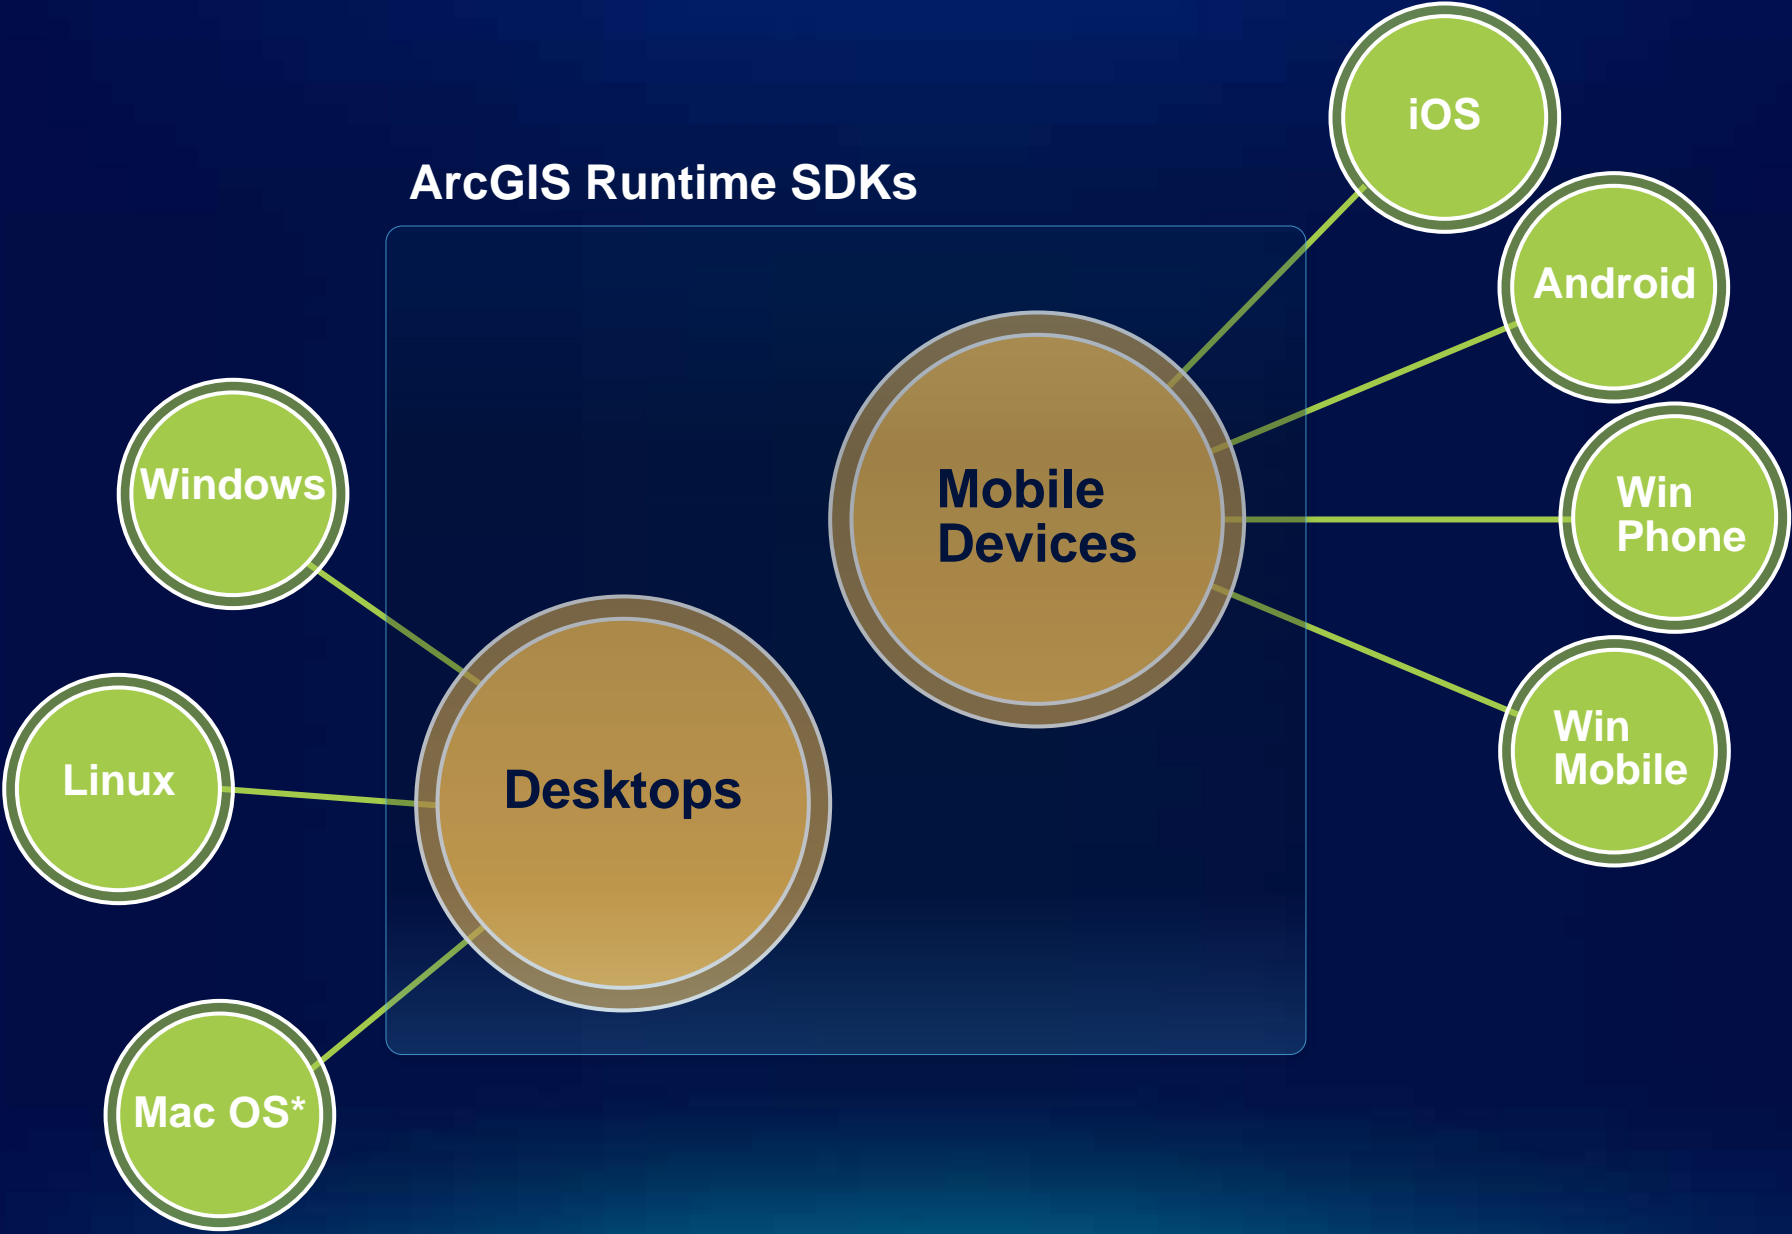 ArcGIS Runtime SDKs
iOS
Android
Win
Phone
Win
Mobile
Mobile
Devices
Windows
Linux
Mac OS*
Desktops